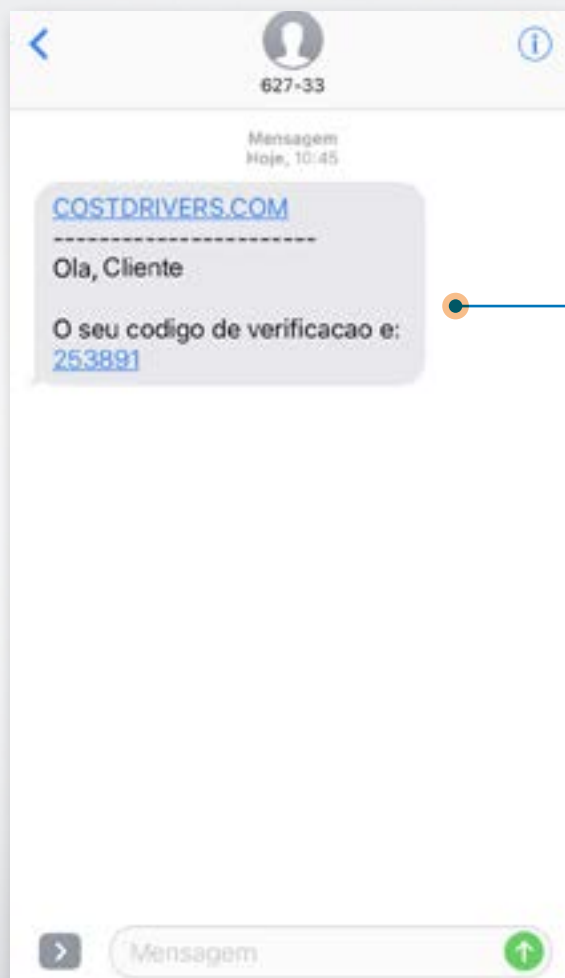 627-33
Mensagem
Hoje, 10:45
COSTDRIVERS.COM
-----------------------
Ola, Cliente
O seu codigo de verificacao e:
253891
Mensagem